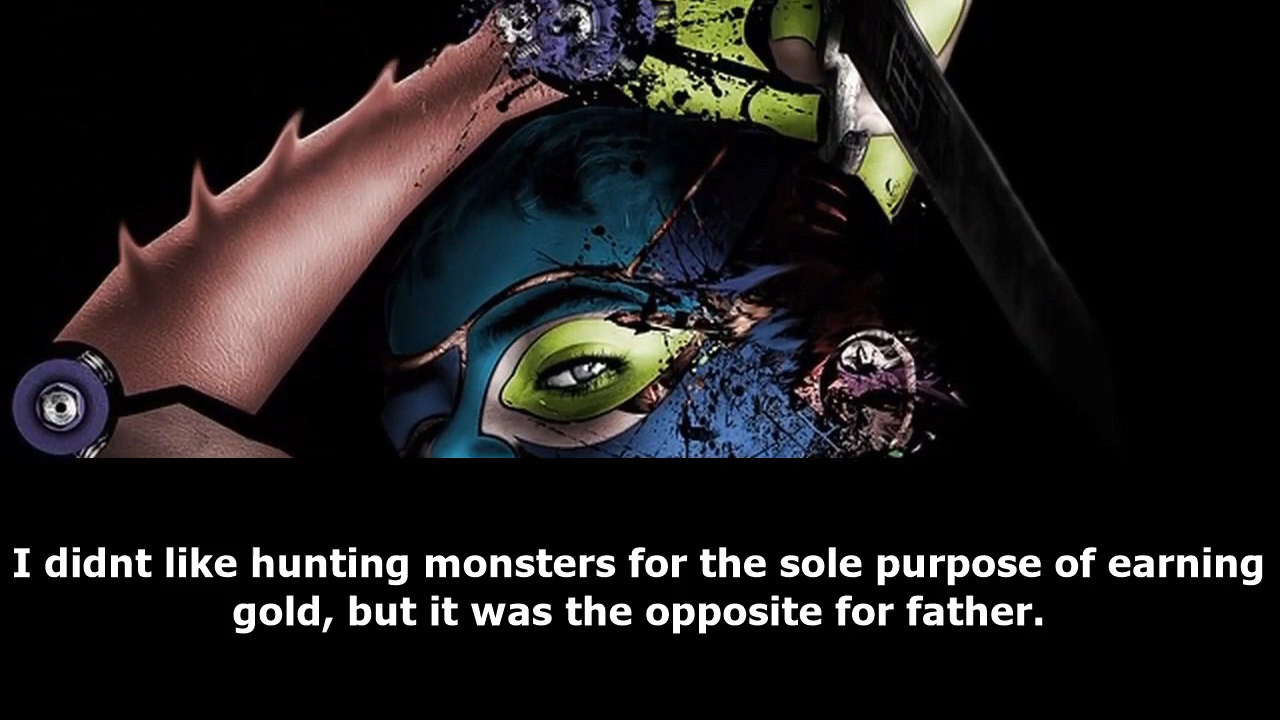 I didnt like hunting monsters for the sole purpose of earning
gold, but it was the opposite for father.